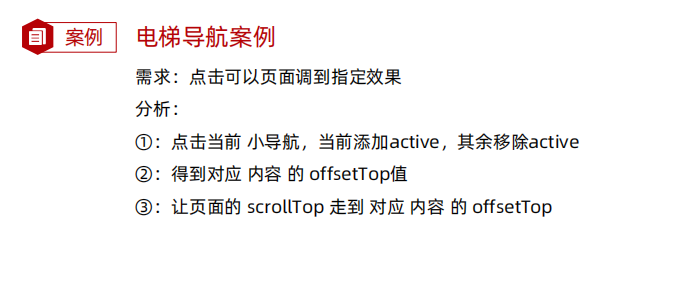 案例
电梯导航案例
需求：点击可以页面调到指定效果
分析：
①：点击当前 小导航，当前添加active，其余移除active
②：得到对应 内容 的 offsetTop值
③：让页面的 scrollTop 走到 对应 内容 的 offsetTop